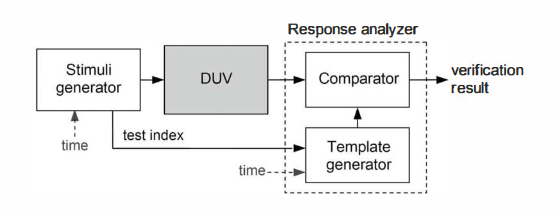 Response analyzer
Stimuli
generator
DUV
Comparator
verification
result
time
test index
Template
generator
time